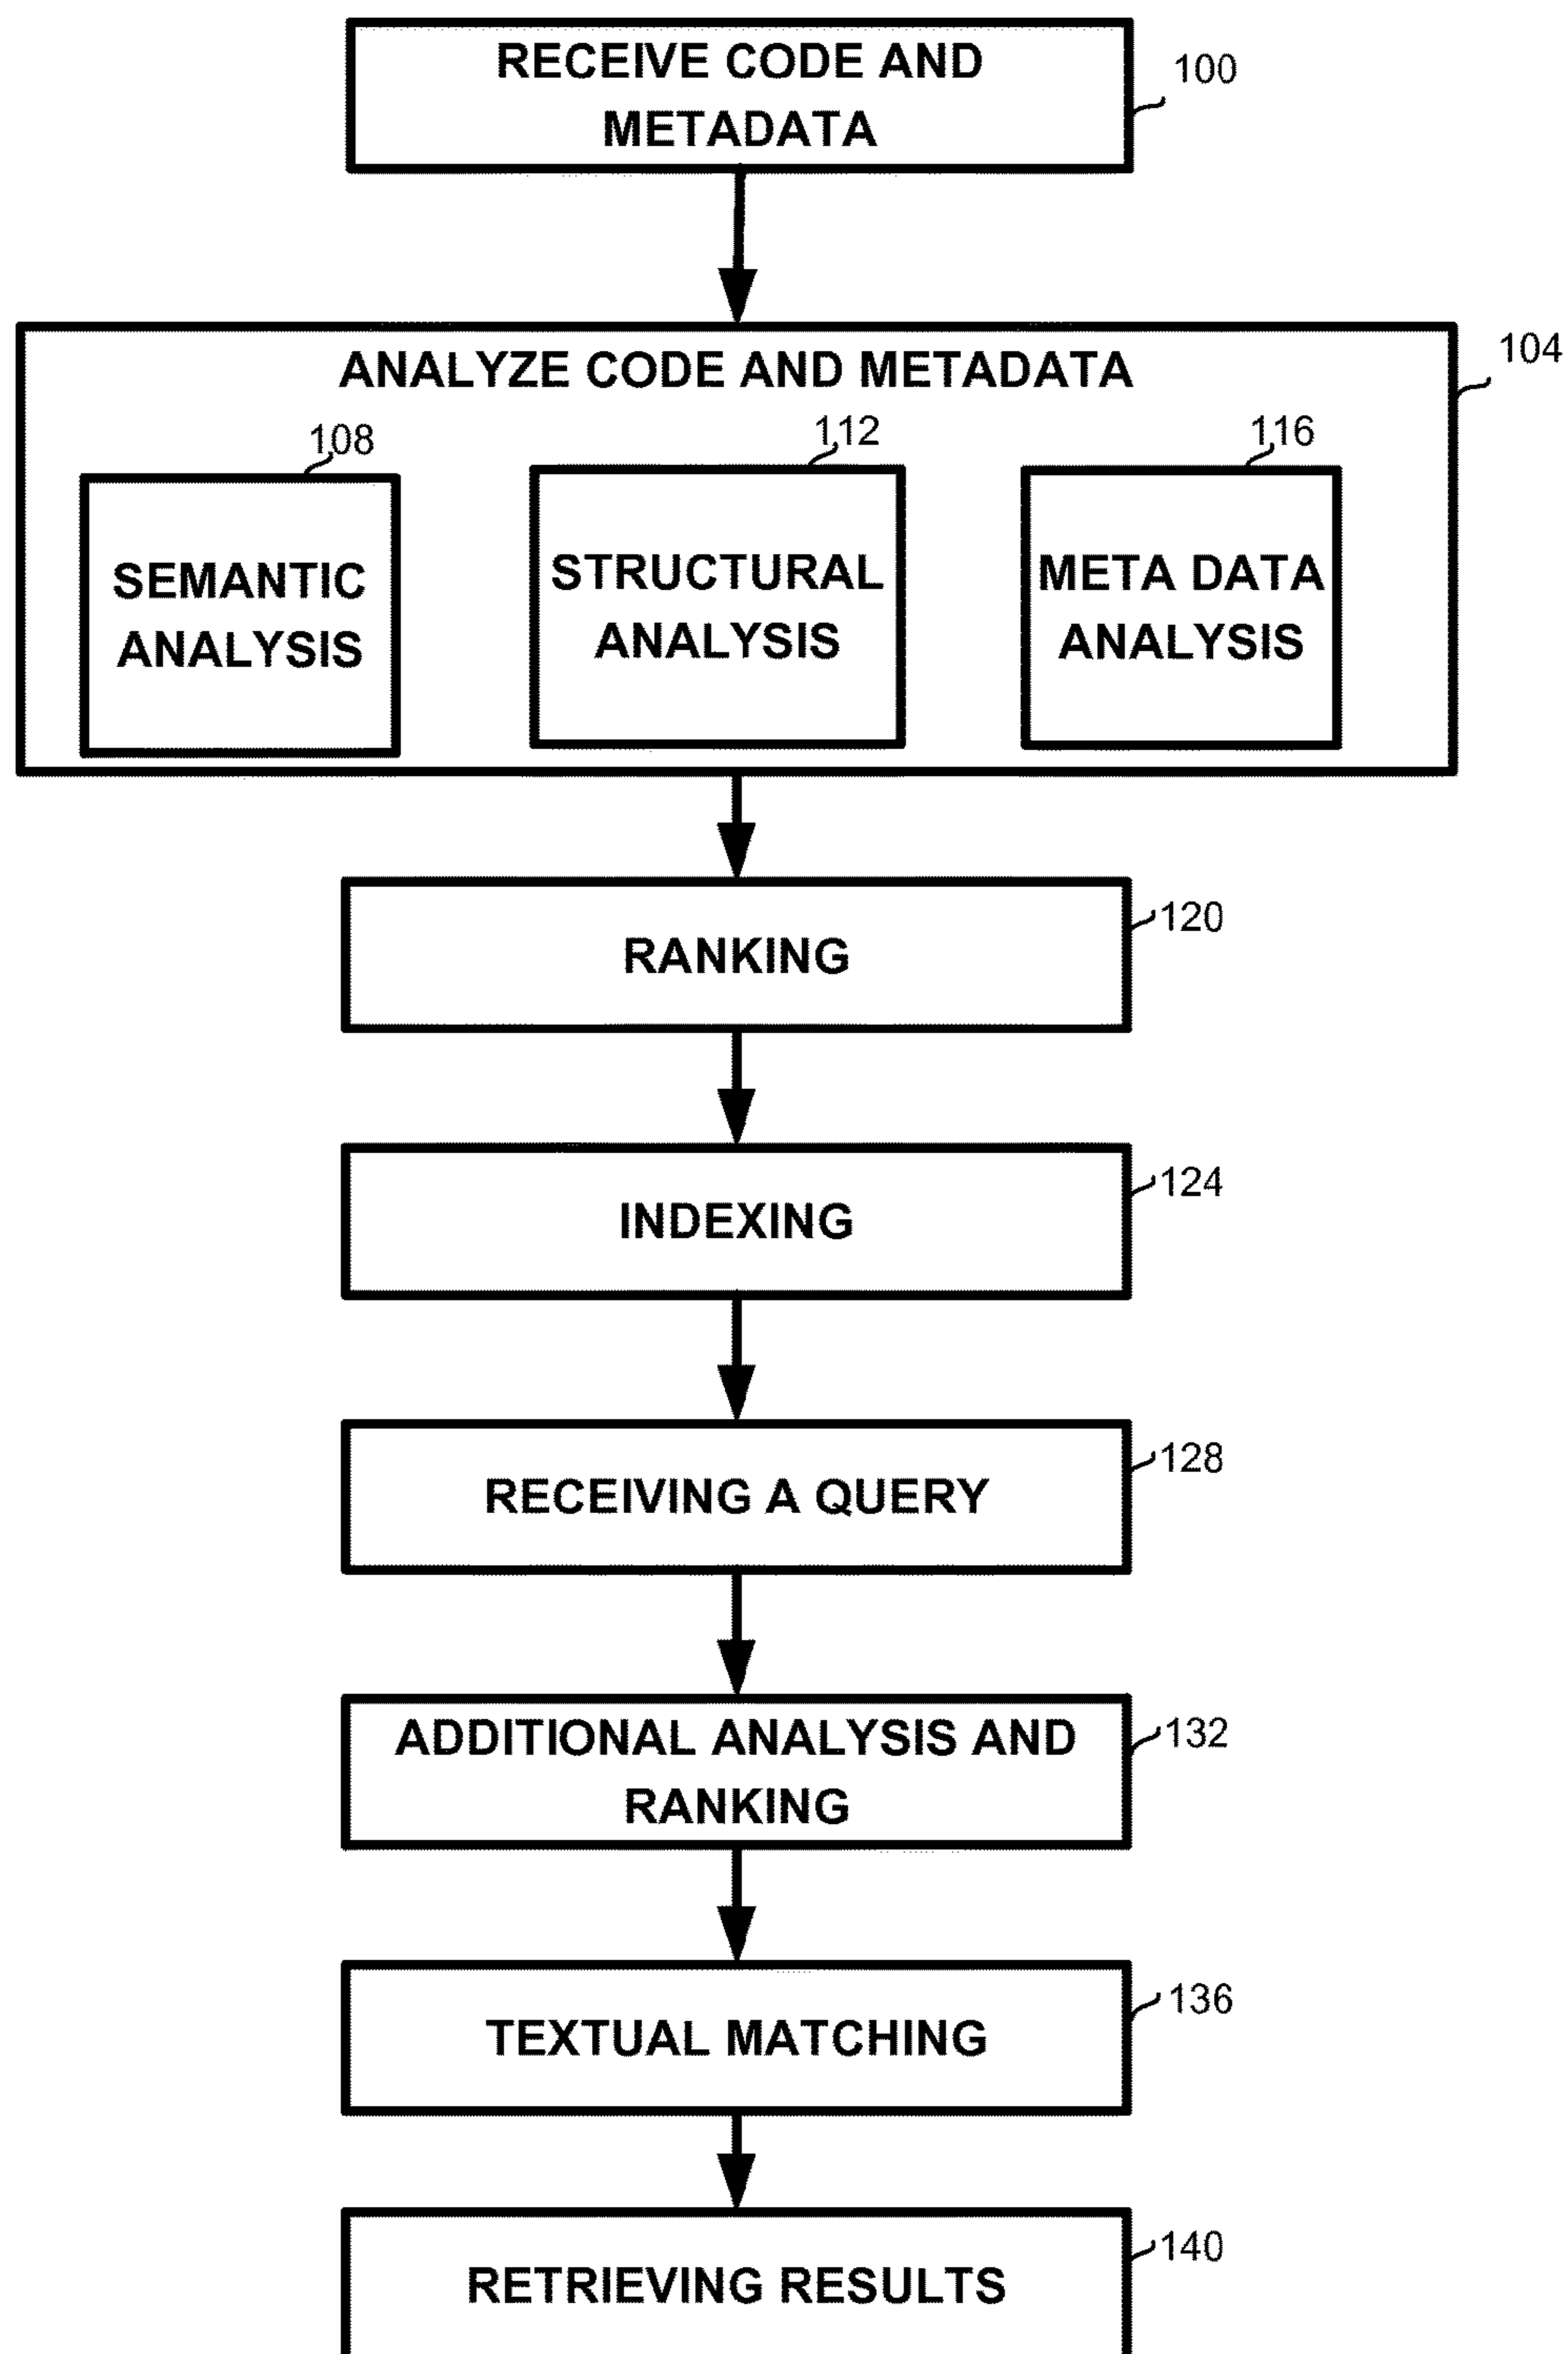 RECEIVE CODE AND
METADATA
100
ANALYZE CODE AND METADATA
104
108
SEMANTIC
ANALYSIS
112
STRUCTURAL
ANALYSIS
116
META DATA
ANALYSIS
RANKING
120
INDEXING
124
RECEIVING A QUERY
128
ADDITIONAL ANALYSIS AND
RANKING
132
TEXTUAL MATCHING
136
RETRIEVING RESULTS
140